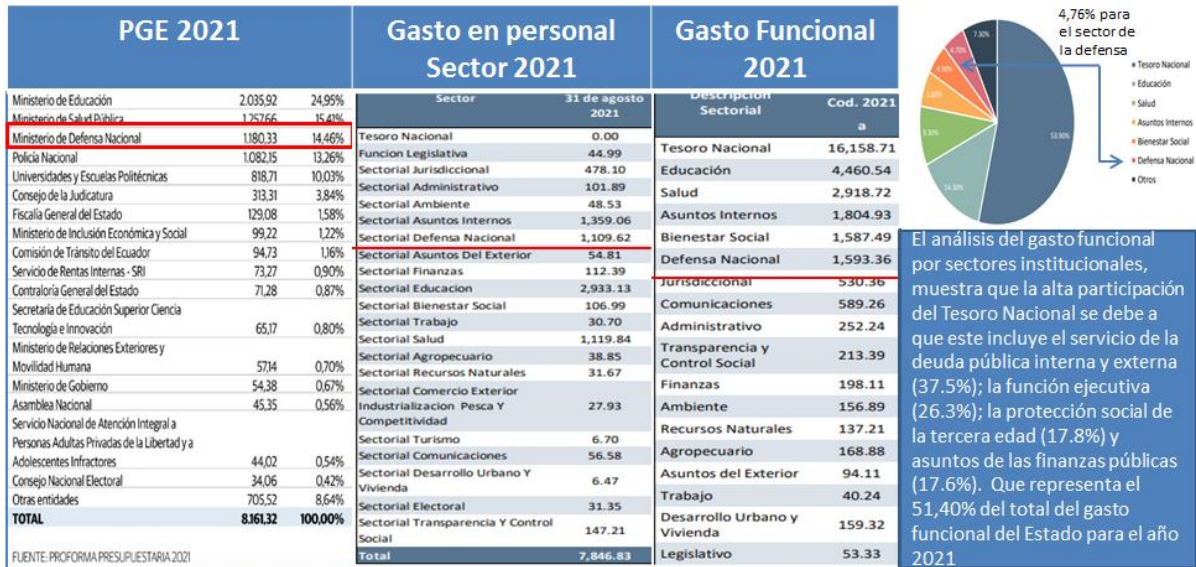 PGE 2021
Ministerio de Educación 2.035,92 24,95%
Ministerio de Salud Pública 1.257,66 15,41%
Ministerio de Defensa Nacional 1.180,33 14,46%
Policía Nacional 1.082,15 13,26%
Universidades y Escuelas Politécnicas 818,71 10,03%
Consejo de la Judicatura 313,31 3,84%
Fiscalía General del Estado 129,08 1,58%
Ministerio de Inclusión Económica y Social 99,22 1,22%
Comisión de Tránsito del Ecuador 94,73 1,16%
Servicio de Rentas Internas - SRI 73,27 0,90%
Contraloría General del Estado 71,28 0,87%
Secretaría de Educación Superior Ciencia
Tecnología e Innovación 65,17 0,80%
Ministerio de Relaciones Exteriores y
Movilidad Humana 57,14 0,70%
Ministerio de Gobierno 54,38 0,67%
Asamblea Nacional 45,35 0,56%
Servicio Nacional de Atención Integral a
Personas Adultas Privadas de la Libertad y a
Adolescentes Infractores 44,02 0,54%
Consejo Nacional Electoral 34,06 0,42%
Otras entidades 705,52 8,64%
TOTAL 8.161,32 100,00%
FUENTE: PROFORMA PRESUPUESTARIA 2021
Gasto en personal
Sector 2021
Sector 31 de agosto
2021
Tesoro Nacional 0.00
Funcion Legislativa 44.99
Sectorial Jurisdiccional 478.10
Sectorial Administrativo 101.89
Sectorial Ambiente 48.53
Sectorial Asuntos Internos 1,359.06
Sectorial Defensa Nacional 1,109.62
Sectorial Asuntos Del Exterior 54.81
Sectorial Finanzas 112.39
Sectorial Educacion 2,933.13
Sectorial Bienestar Social 106.99
Sectorial Trabajo 30.70
Sectorial Salud 1,119.84
Sectorial Agropecuario 38.85
Sectorial Recursos Naturales 31.67
Sectorial Comercio Exterior
Industrializacion Pesca Y 27.93
Competitividad
Sectorial Turismo 6.70
Sectorial Comunicaciones 56.58
Sectorial Desarrollo Urbano Y 6.47
Vivienda
Sectorial Electoral 31.35
Sectorial Transparencia Y Control 147.21
Social
Total 7,846.83
Gasto Funcional
2021
Descripción
Sectorial Cod. 2021
a
Tesoro Nacional 16,158.71
Educación 4,460.54
Salud 2,918.72
Asuntos Internos 1,804.93
Bienestar Social 1,587.49
Defensa Nacional 1,593.36
Jurisdiccional 530.36
Comunicaciones 589.26
Administrativo 252.24
Transparencia y
Control Social 213.39
Finanzas 198.11
Ambiente 156.89
Recursos Naturales 137.21
Agropecuario 168.88
Asuntos del Exterior 94.11
Trabajo 40.24
Desarrollo Urbano y
Vivienda 159.32
Legislativo 53.33
4,76% para
el sector de
la defensa
7.30%
4.70%
4.90%
9.30%
14.30%
53.90%
Tesoro Nacional
Educación
Salud
Asuntos Internos
Bienestar Social
Defensa Nacional
Otros
El análisis del gasto funcional
por sectores institucionales,
muestra que la alta participación
del Tesoro Nacional se debe a
que este incluye el servicio de la
deuda pública interna y externa
(37.5%); la función ejecutiva
(26.3%); la protección social de
la tercera edad (17.8%) y
asuntos de las finanzas públicas
(17.6%). Que representa el
51,40% del total del gasto
funcional del Estado para el año
2021